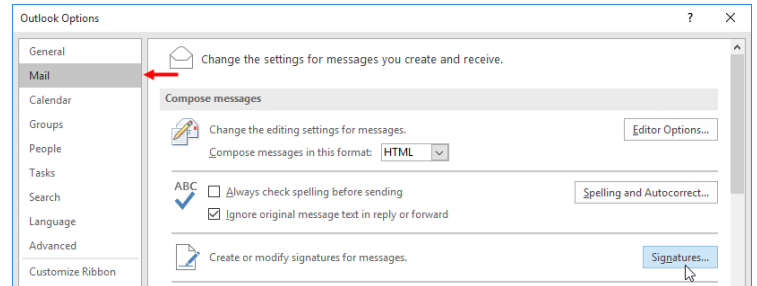 Outlook Options
?
General
Mail
Calendar
Groups
People
Tasks
Search
Language
Advanced
Customize Ribbon
Change the settings for messages you create and receive.
Compose messages
Change the editing settings for messages.
Editor Options...
Compose messages in this format: HTML
ABC
Always check spelling before sending
Spelling and Autocorrect...
Ignore original message text in reply or forward
Create or modify signatures for messages.
Signatures...